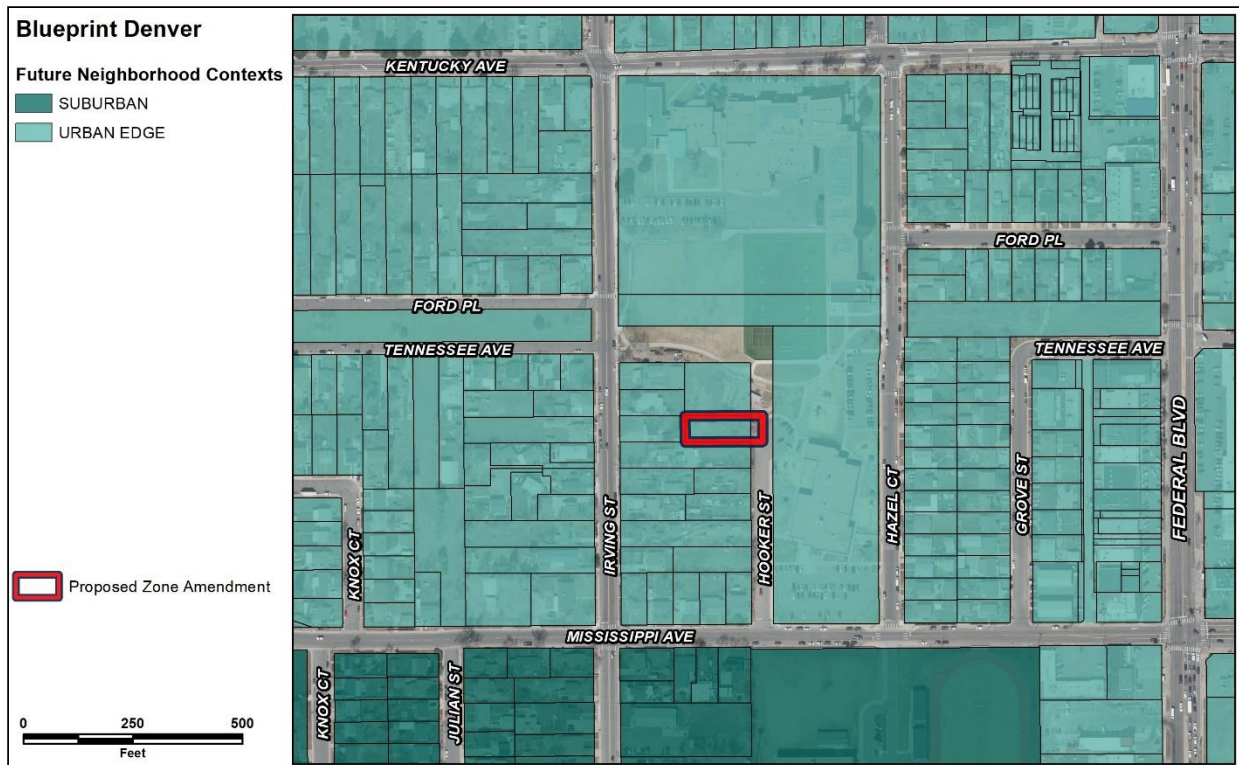 Blueprint Denver
Future Neighborhood Contexts
SUBURBAN
URBAN EDGE
KENTUCKY AVE
FORD PL
FORD PL
TENNESSEE AVE
TENNESSEE AVE
FEDERAL BLVD
IRVING ST
HOOKER ST
HAZEL CT
GROVE ST
KNOX CT
Proposed Zone Amendment
MISSISSIPPI AVE
KNOX CT
JULIAN ST
0 250 500
Feet